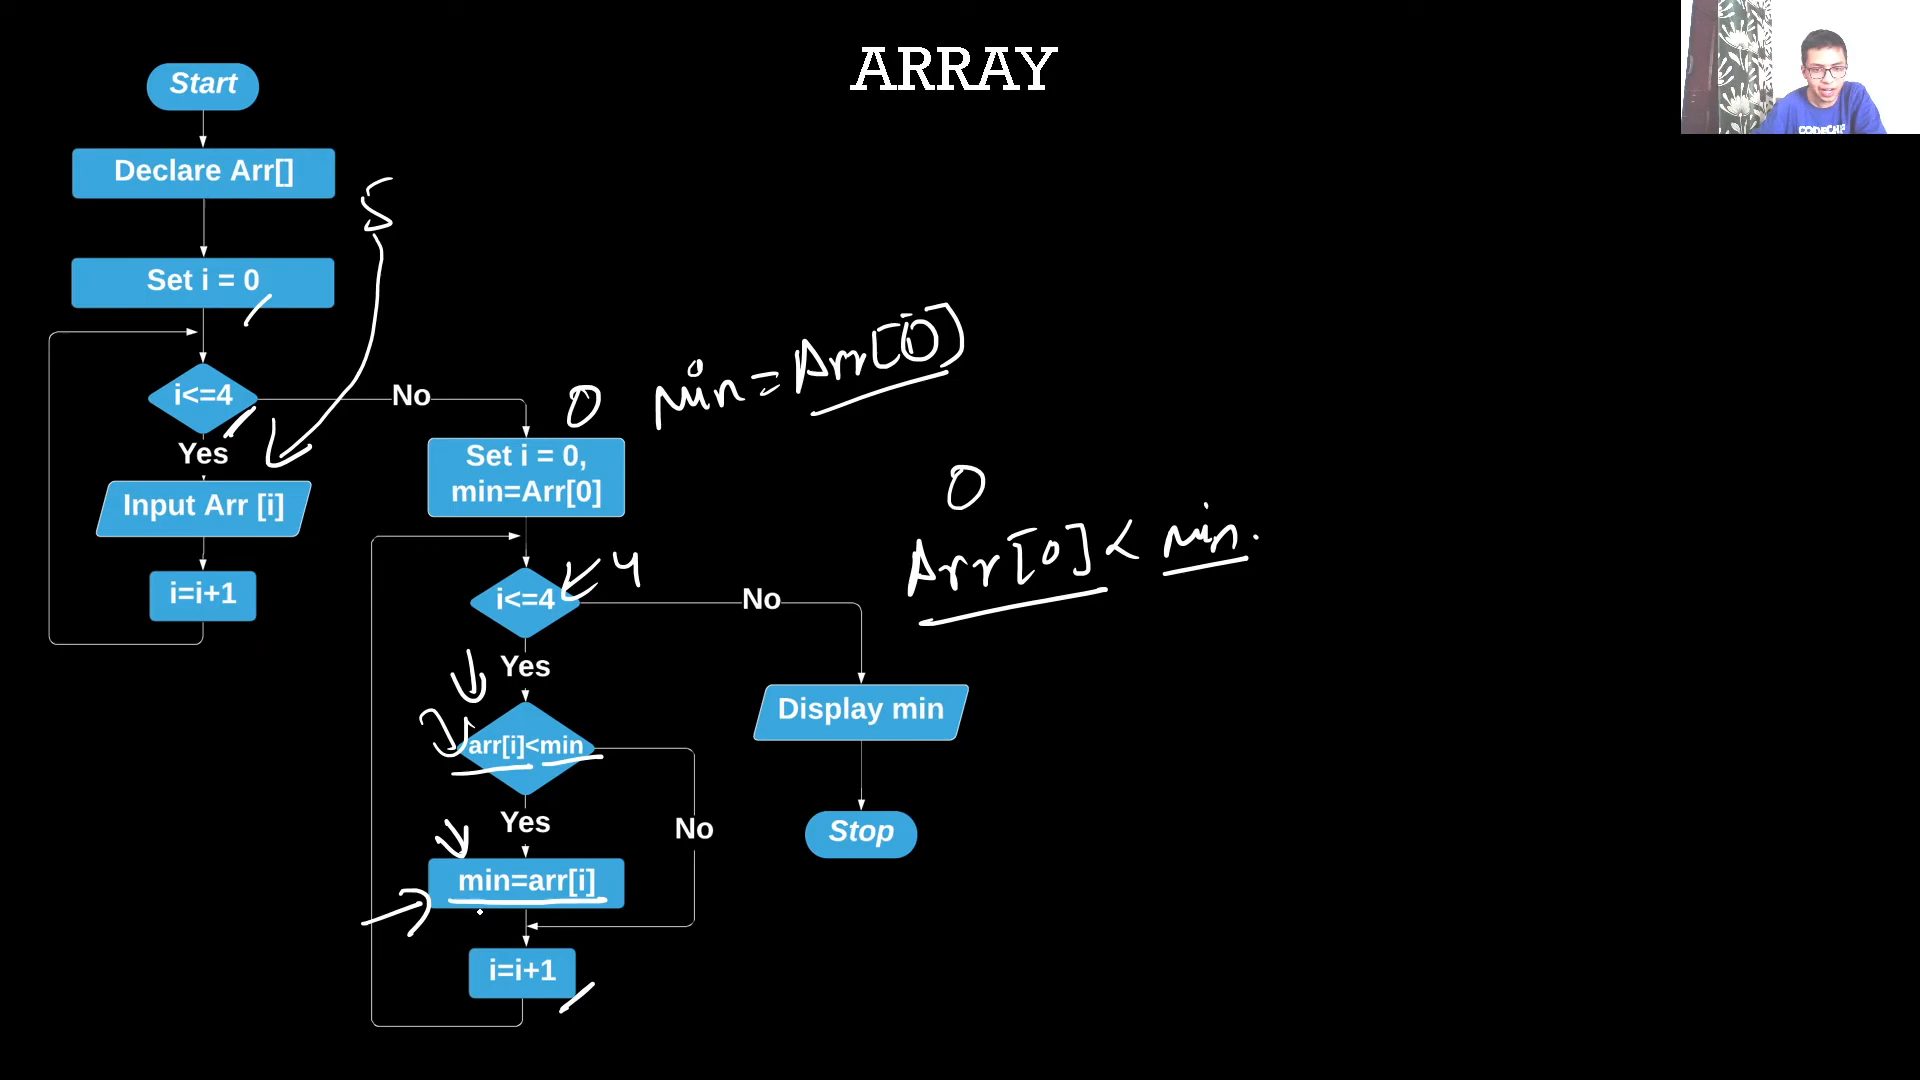 ARRAY
Start
Declare Arr[]
Set i = 0
i<=4
No
Yes
Input Arr [i]
i=i+1
5
0
min = Arr[0]
Set i = 0,
min=Arr[0]
0
Arr[0] < min.
i<=4
4
No
Yes
arr[i]<min
Yes
No
min=arr[i]
i=i+1
Display min
Stop